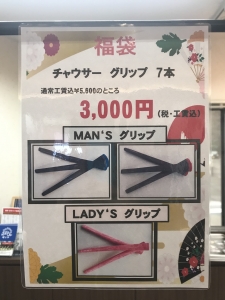 福袋
チャウサー グリップ 7本
通常工賃込¥5,900のところ
3,000円(税・工賃込)
MAN'S グリップ
LADY'S グリップ